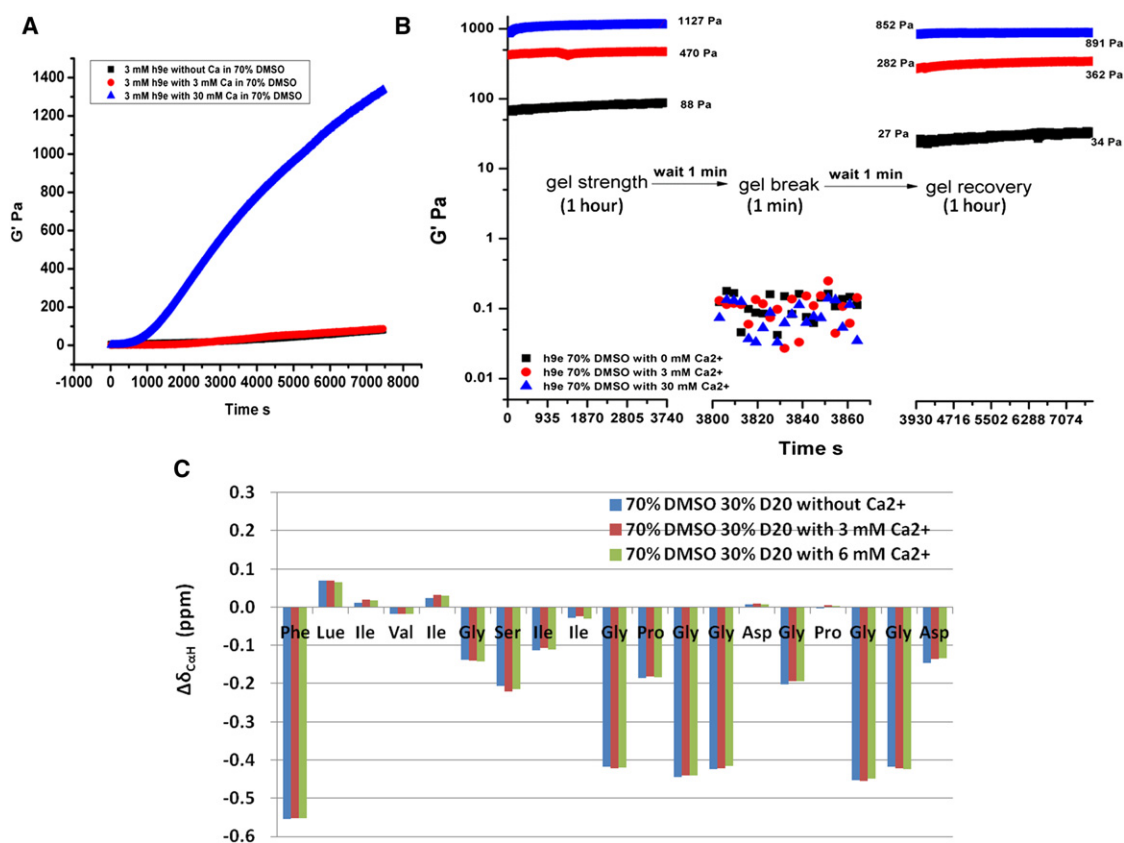 A
3 mM h9e without Ca in 70% DMSO
3 mM h9e with 3 mM Ca in 70% DMSO
3 mM h9e with 30 mM Ca in 70% DMSO
G' Pa
1400
1200
1000
800
600
400
200
0
-1000 0 1000 2000 3000 4000 5000 6000 7000 8000
Time s
B
G' Pa
1000
100
10
1
0.1
0.01
1127 Pa
470 Pa
88 Pa
852 Pa
891 Pa
282 Pa
362 Pa
27 Pa
34 Pa
gel strength
(1 hour)
wait 1 min
gel break
(1 min)
wait 1 min
gel recovery
(1 hour)
h9e 70% DMSO with 0 mM Ca2+
h9e 70% DMSO with 3 mM Ca2+
h9e 70% DMSO with 30 mM Ca2+
0 935 1870 2805 3740
3800 3820 3840 3860
3930 4716 5502 6288 7074
Time s
C
70% DMSO 30% D20 without Ca2+
70% DMSO 30% D20 with 3 mM Ca2+
70% DMSO 30% D20 with 6 mM Ca2+
ΔδCαH (ppm)
0.3
0.2
0.1
0.0
-0.1
-0.2
-0.3
-0.4
-0.5
-0.6
Phe Lue Ile Val Ile Gly Ser Ile Ile Gly Pro Gly Gly Asp Gly Pro Gly Gly Asp